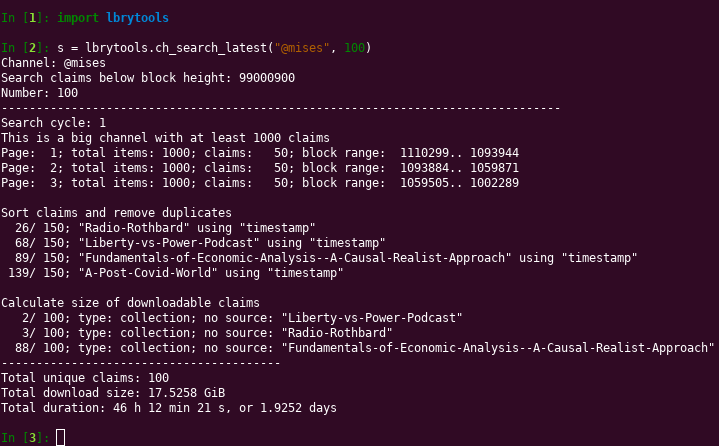 In [1]: import lbrytools
In [2]: s = lbrytools.ch_search_latest("@mises", 100)
Channel: @mises
Search claims below block height: 99000900
Number: 100
--------------------------------------------------------------------------------
Search cycle: 1
This is a big channel with at least 1000 claims
Page:  1; total items: 1000; claims:   50; block range:  1110299.. 1093944
Page:  2; total items: 1000; claims:   50; block range:  1093884.. 1059871
Page:  3; total items: 1000; claims:   50; block range:  1059505.. 1002289
Sort claims and remove duplicates
  26/ 150; "Radio-Rothbard" using "timestamp"
  68/ 150; "Liberty-vs-Power-Podcast" using "timestamp"
  89/ 150; "Fundamentals-of-Economic-Analysis--A-Causal-Realist-Approach" using "timestamp"
 139/ 150; "A-Post-Covid-World" using "timestamp"
Calculate size of downloadable claims
   2/ 100; type: collection; no source: "Liberty-vs-Power-Podcast"
   3/ 100; type: collection; no source: "Radio-Rothbard"
  88/ 100; type: collection; no source: "Fundamentals-of-Economic-Analysis--A-Causal-Realist-Approach"
----------------------------------------
Total unique claims: 100
Total download size: 17.5258 GiB
Total duration: 46 h 12 min 21 s, or 1.9252 days
In [3]: